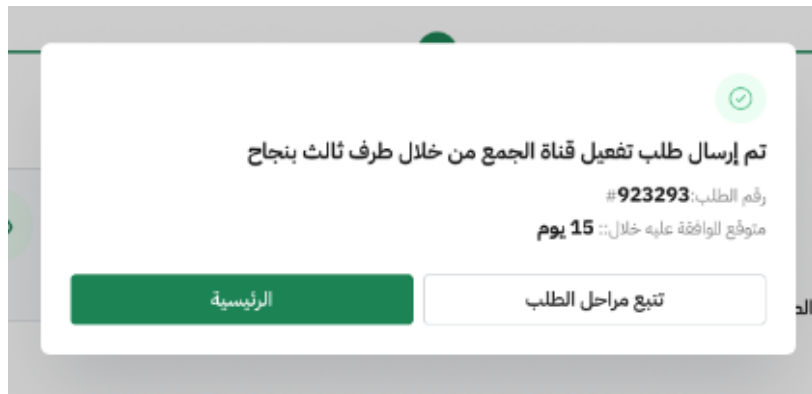 تم إرسال طلب تفعيل قناة الجمع من خلال طرف ثالث بنجاح
رقم الطلب:923293#
متوقع الموافقة عليه خلال:: 15 يوم
تتبع مراحل الطلب
الرئيسية